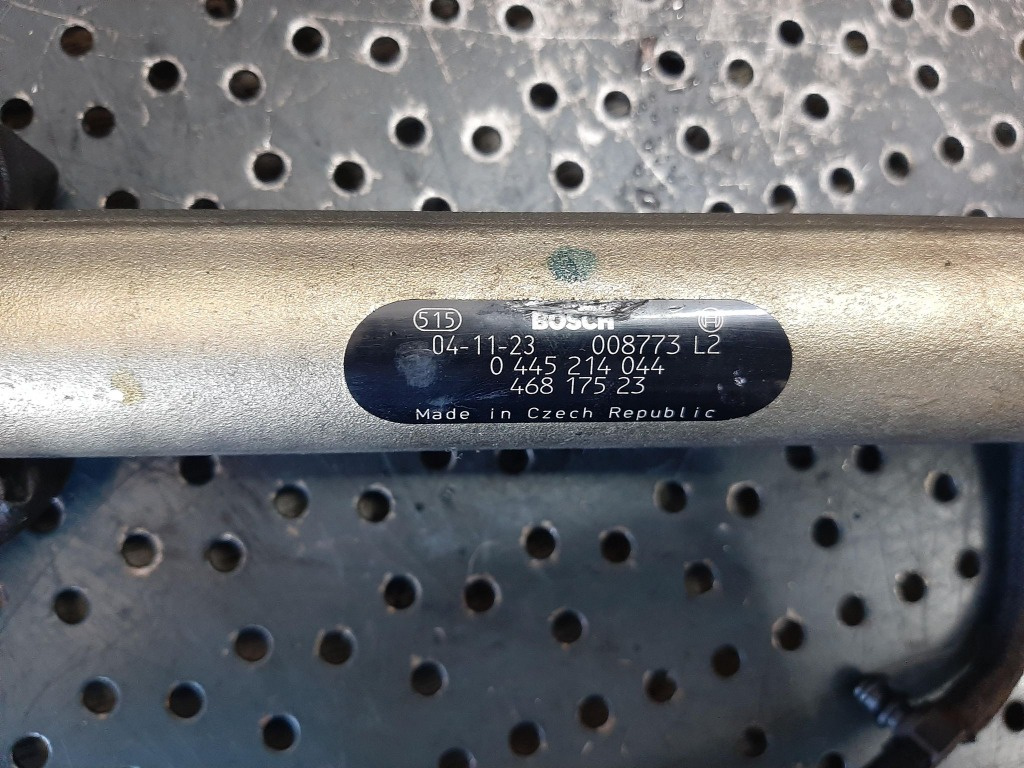 515 BOSCH
04-11-23 008773 L2
0 445 214 044
468 175 23
Made in Czech Republic